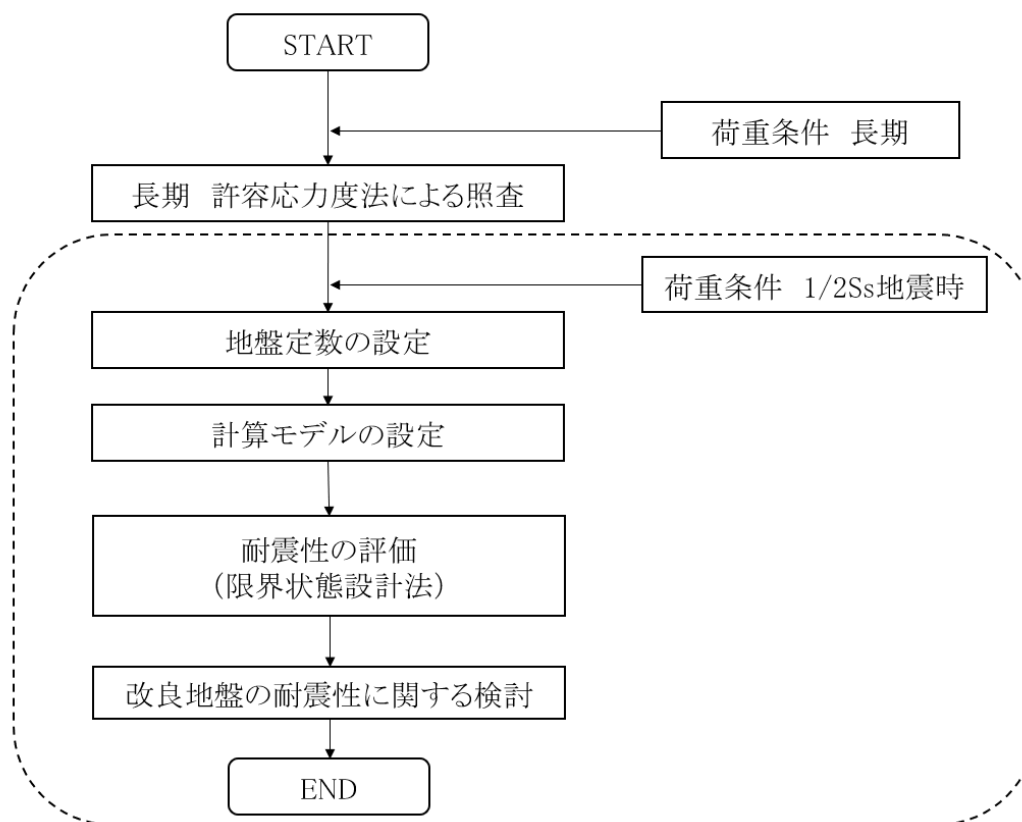 START
荷重条件　長期
長期　許容応力度法による照査
荷重条件　1/2Ss地震時
地盤定数の設定
計算モデルの設定
耐震性の評価
（限界状態設計法）
改良地盤の耐震性に関する検討
END